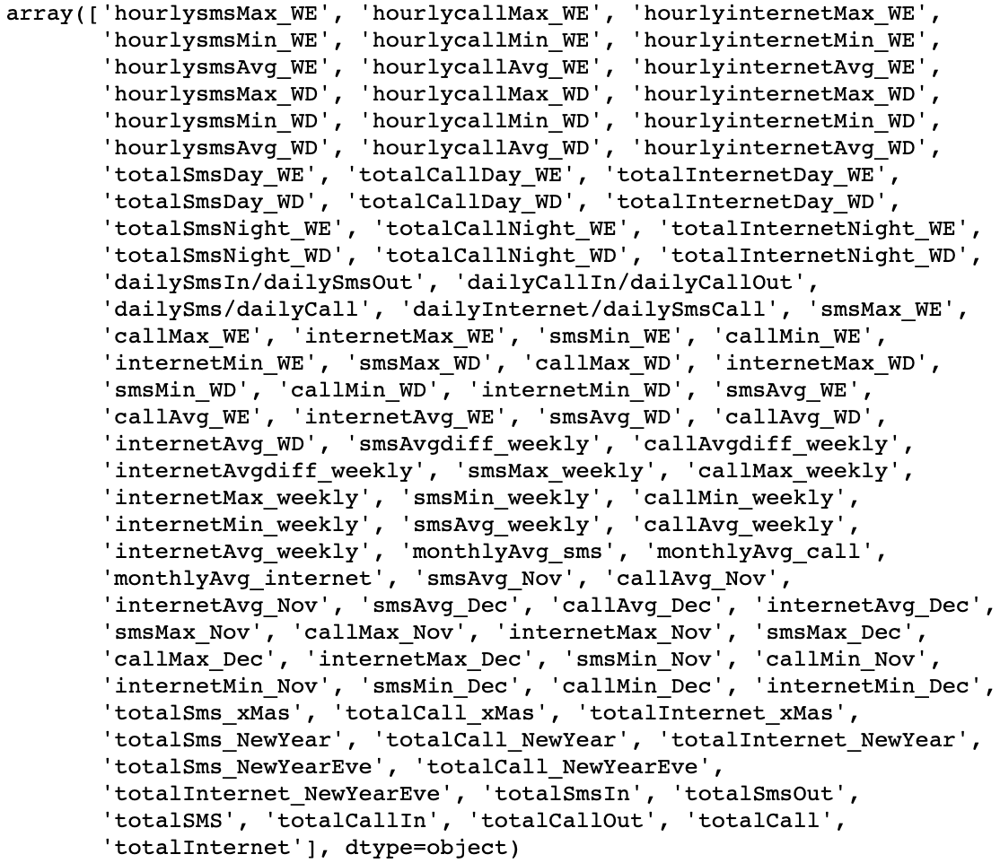 array(['hourlysmsMax_WE', 'hourlycallMax_WE', 'hourlyinternetMax_WE',
'hourlysmsMin_WE', 'hourlycallMin_WE', 'hourlyinternetMin_WE',
'hourlysmsAvg_WE', 'hourlycallAvg_WE', 'hourlyinternetAvg_WE',
'hourlysmsMax_WD', 'hourlycallMax_WD', 'hourlyinternetMax_WD',
'hourlysmsMin_WD', 'hourlycallMin_WD', 'hourlyinternetMin_WD',
'hourlysmsAvg_WD', 'hourlycallAvg_WD', 'hourlyinternetAvg_WD',
'totalSmsDay_WE', 'totalCallDay_WE', 'totalInternetDay_WE',
'totalSmsDay_WD', 'totalCallDay_WD', 'totalInternetDay_WD',
'totalSmsNight_WE', 'totalCallNight_WE', 'totalInternetNight_WE',
'totalSmsNight_WD', 'totalCallNight_WD', 'totalInternetNight_WD',
'dailySmsIn/dailySmsOut', 'dailyCallIn/dailyCallOut',
'dailySms/dailyCall', 'dailyInternet/dailySmsCall', 'smsMax_WE',
'callMax_WE', 'internetMax_WE', 'smsMin_WE', 'callMin_WE',
'internetMin_WE', 'smsMax_WD', 'callMax_WD', 'internetMax_WD',
'smsMin_WD', 'callMin_WD', 'internetMin_WD', 'smsAvg_WE',
'callAvg_WE', 'internetAvg_WE', 'smsAvg_WD', 'callAvg_WD',
'internetAvg_WD', 'smsAvgdiff_weekly', 'callAvgdiff_weekly',
'internetAvgdiff_weekly', 'smsMax_weekly', 'callMax_weekly',
'internetMax_weekly', 'smsMin_weekly', 'callMin_weekly',
'internetMin_weekly', 'smsAvg_weekly', 'callAvg_weekly',
'internetAvg_weekly', 'monthlyAvg_sms', 'monthlyAvg_call',
'monthlyAvg_internet', 'smsAvg_Nov', 'callAvg_Nov',
'internetAvg_Nov', 'smsAvg_Dec', 'callAvg_Dec', 'internetAvg_Dec',
'smsMax_Nov', 'callMax_Nov', 'internetMax_Nov', 'smsMax_Dec',
'callMax_Dec', 'internetMax_Dec', 'smsMin_Nov', 'callMin_Nov',
'internetMin_Nov', 'smsMin_Dec', 'callMin_Dec', 'internetMin_Dec',
'totalSms_xMas', 'totalCall_xMas', 'totalInternet_xMas',
'totalSms_NewYear', 'totalCall_NewYear', 'totalInternet_NewYear',
'totalSms_NewYearEve', 'totalCall_NewYearEve',
'totalInternet_NewYearEve', 'totalSmsIn', 'totalSmsOut',
'totalSMS', 'totalCallIn', 'totalCallOut', 'totalCall',
'totalInternet'], dtype=object)